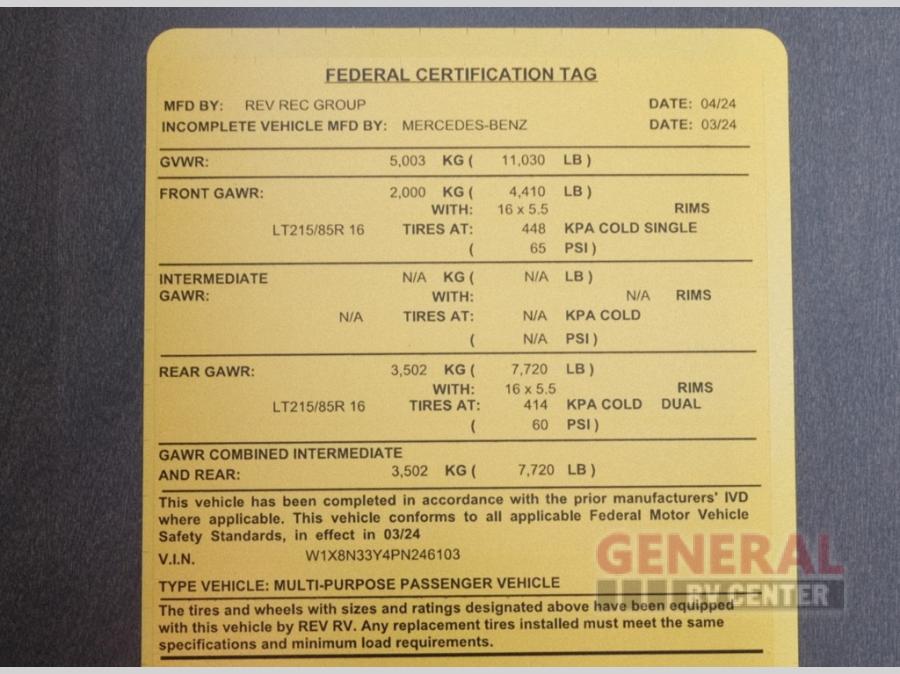 FEDERAL CERTIFICATION TAG
MFD BY: REV REC GROUP DATE: 04/24
INCOMPLETE VEHICLE MFD BY: MERCEDES-BENZ DATE: 03/24
GVWR: 5,003 KG ( 11,030 LB )
FRONT GAWR: 2,000 KG ( 4,410 LB )
WITH: 16 x 5.5 RIMS
LT215/85R 16 TIRES AT: 448 KPA COLD SINGLE
( 65 PSI )
INTERMEDIATE N/A KG ( N/A LB )
GAWR: WITH: N/A RIMS
N/A TIRES AT: N/A KPA COLD
( N/A PSI )
REAR GAWR: 3,502 KG ( 7,720 LB )
WITH: 16 x 5.5 RIMS
LT215/85R 16 TIRES AT: 414 KPA COLD DUAL
( 60 PSI )
GAWR COMBINED INTERMEDIATE
AND REAR: 3,502 KG ( 7,720 LB )
This vehicle has been completed in accordance with the prior manufacturers' IVD
where applicable. This vehicle conforms to all applicable Federal Motor Vehicle
Safety Standards, in effect in 03/24
V.I.N. W1X8N33Y4PN246103
TYPE VEHICLE: MULTI-PURPOSE PASSENGER VEHICLE
The tires and wheels with sizes and ratings designated above have been equipped
with this vehicle by REV RV. Any replacement tires installed must meet the same
specifications and minimum load requirements.
GENERAL
RV CENTER